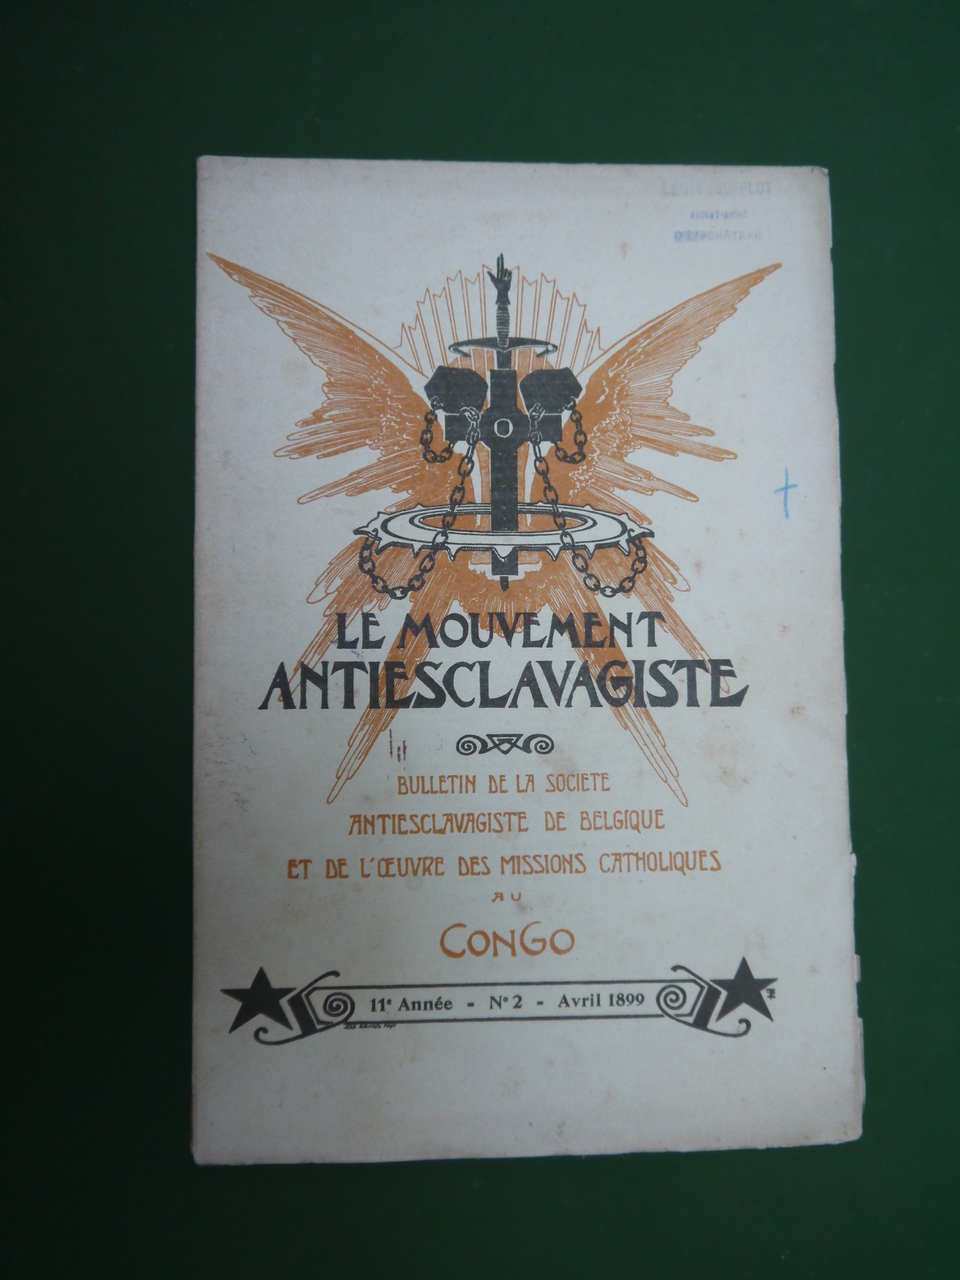 LE MOUVEMENT
ANTIESCLAVAGISTE
BULLETIN DE LA SOCIETE
ANTIESCLAVAGISTE DE BELGIQUE
ET DE L'ŒUVRE DES MISSIONS CATHOLIQUES
AU
CONGO
11e Année - No 2 - Avril 1899